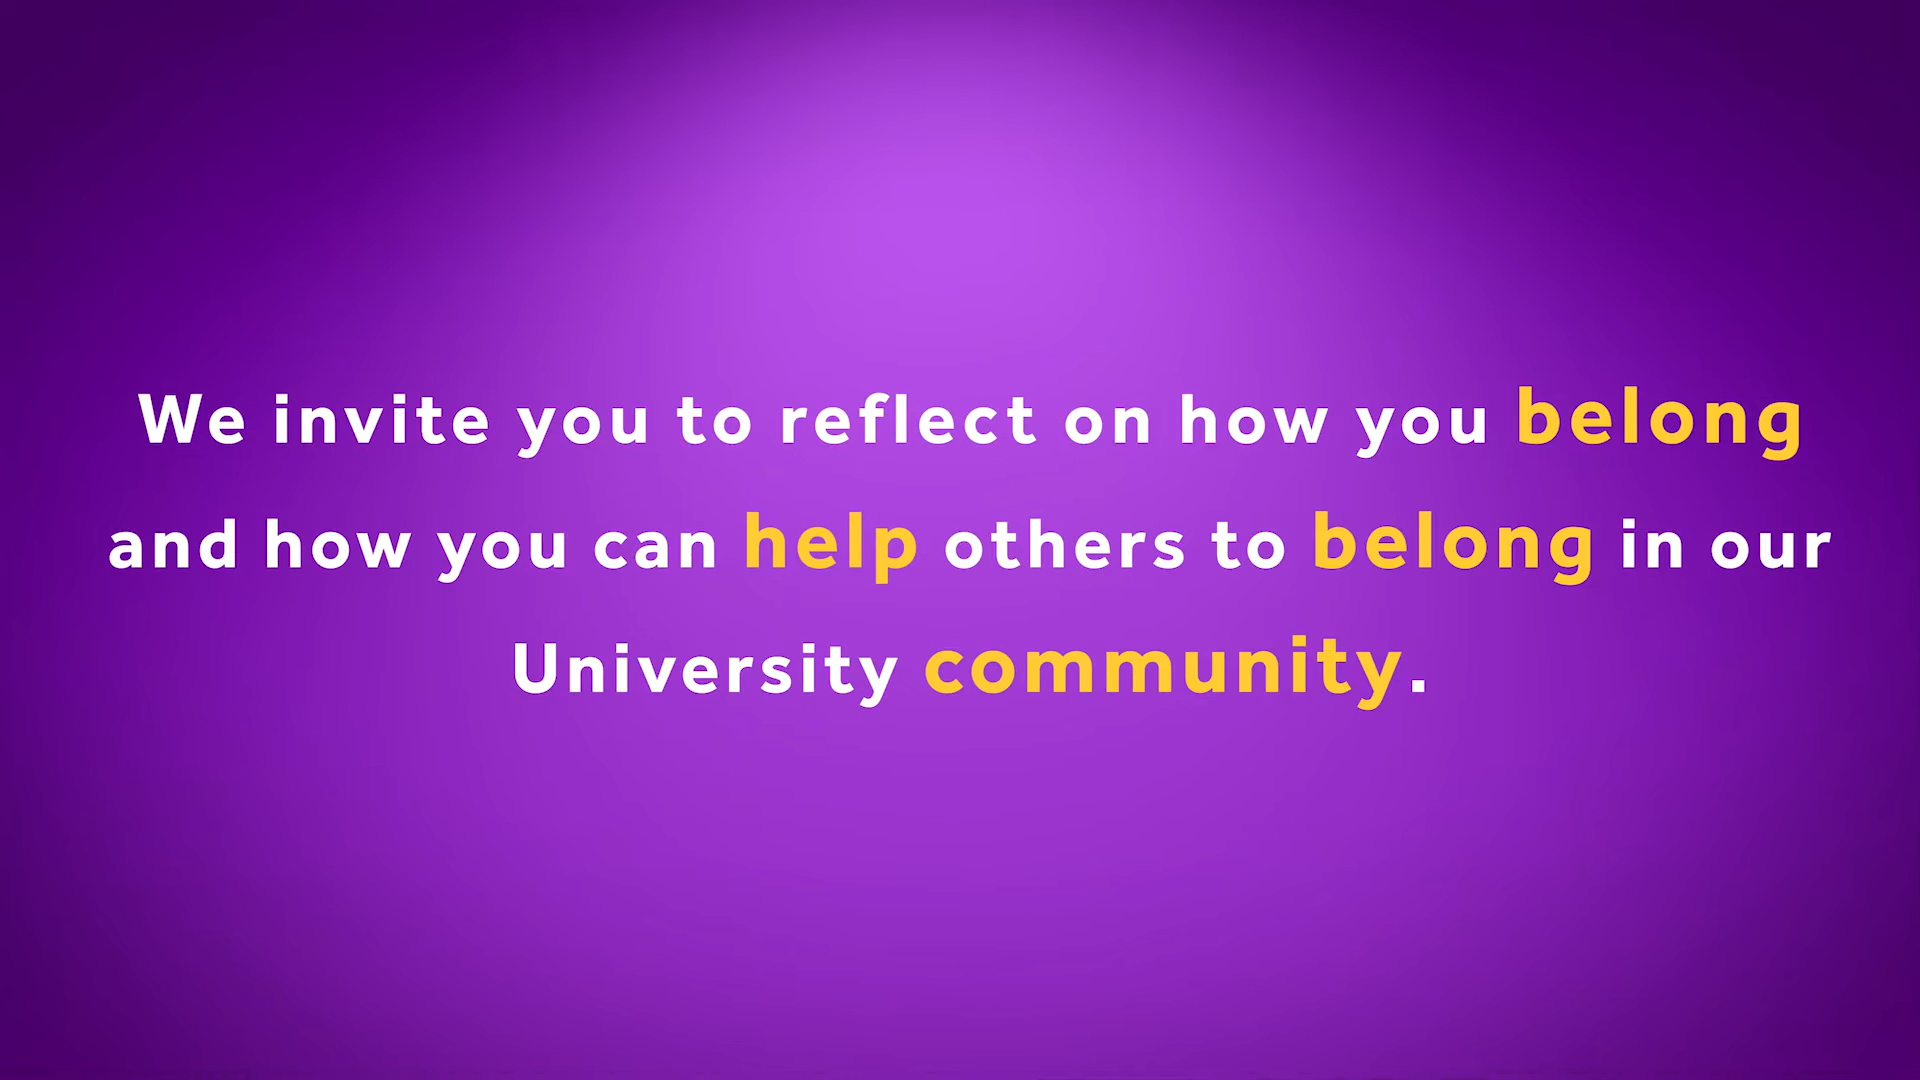 We invite you to reflect on how you belong
and how you can help others to belong in our
University community.